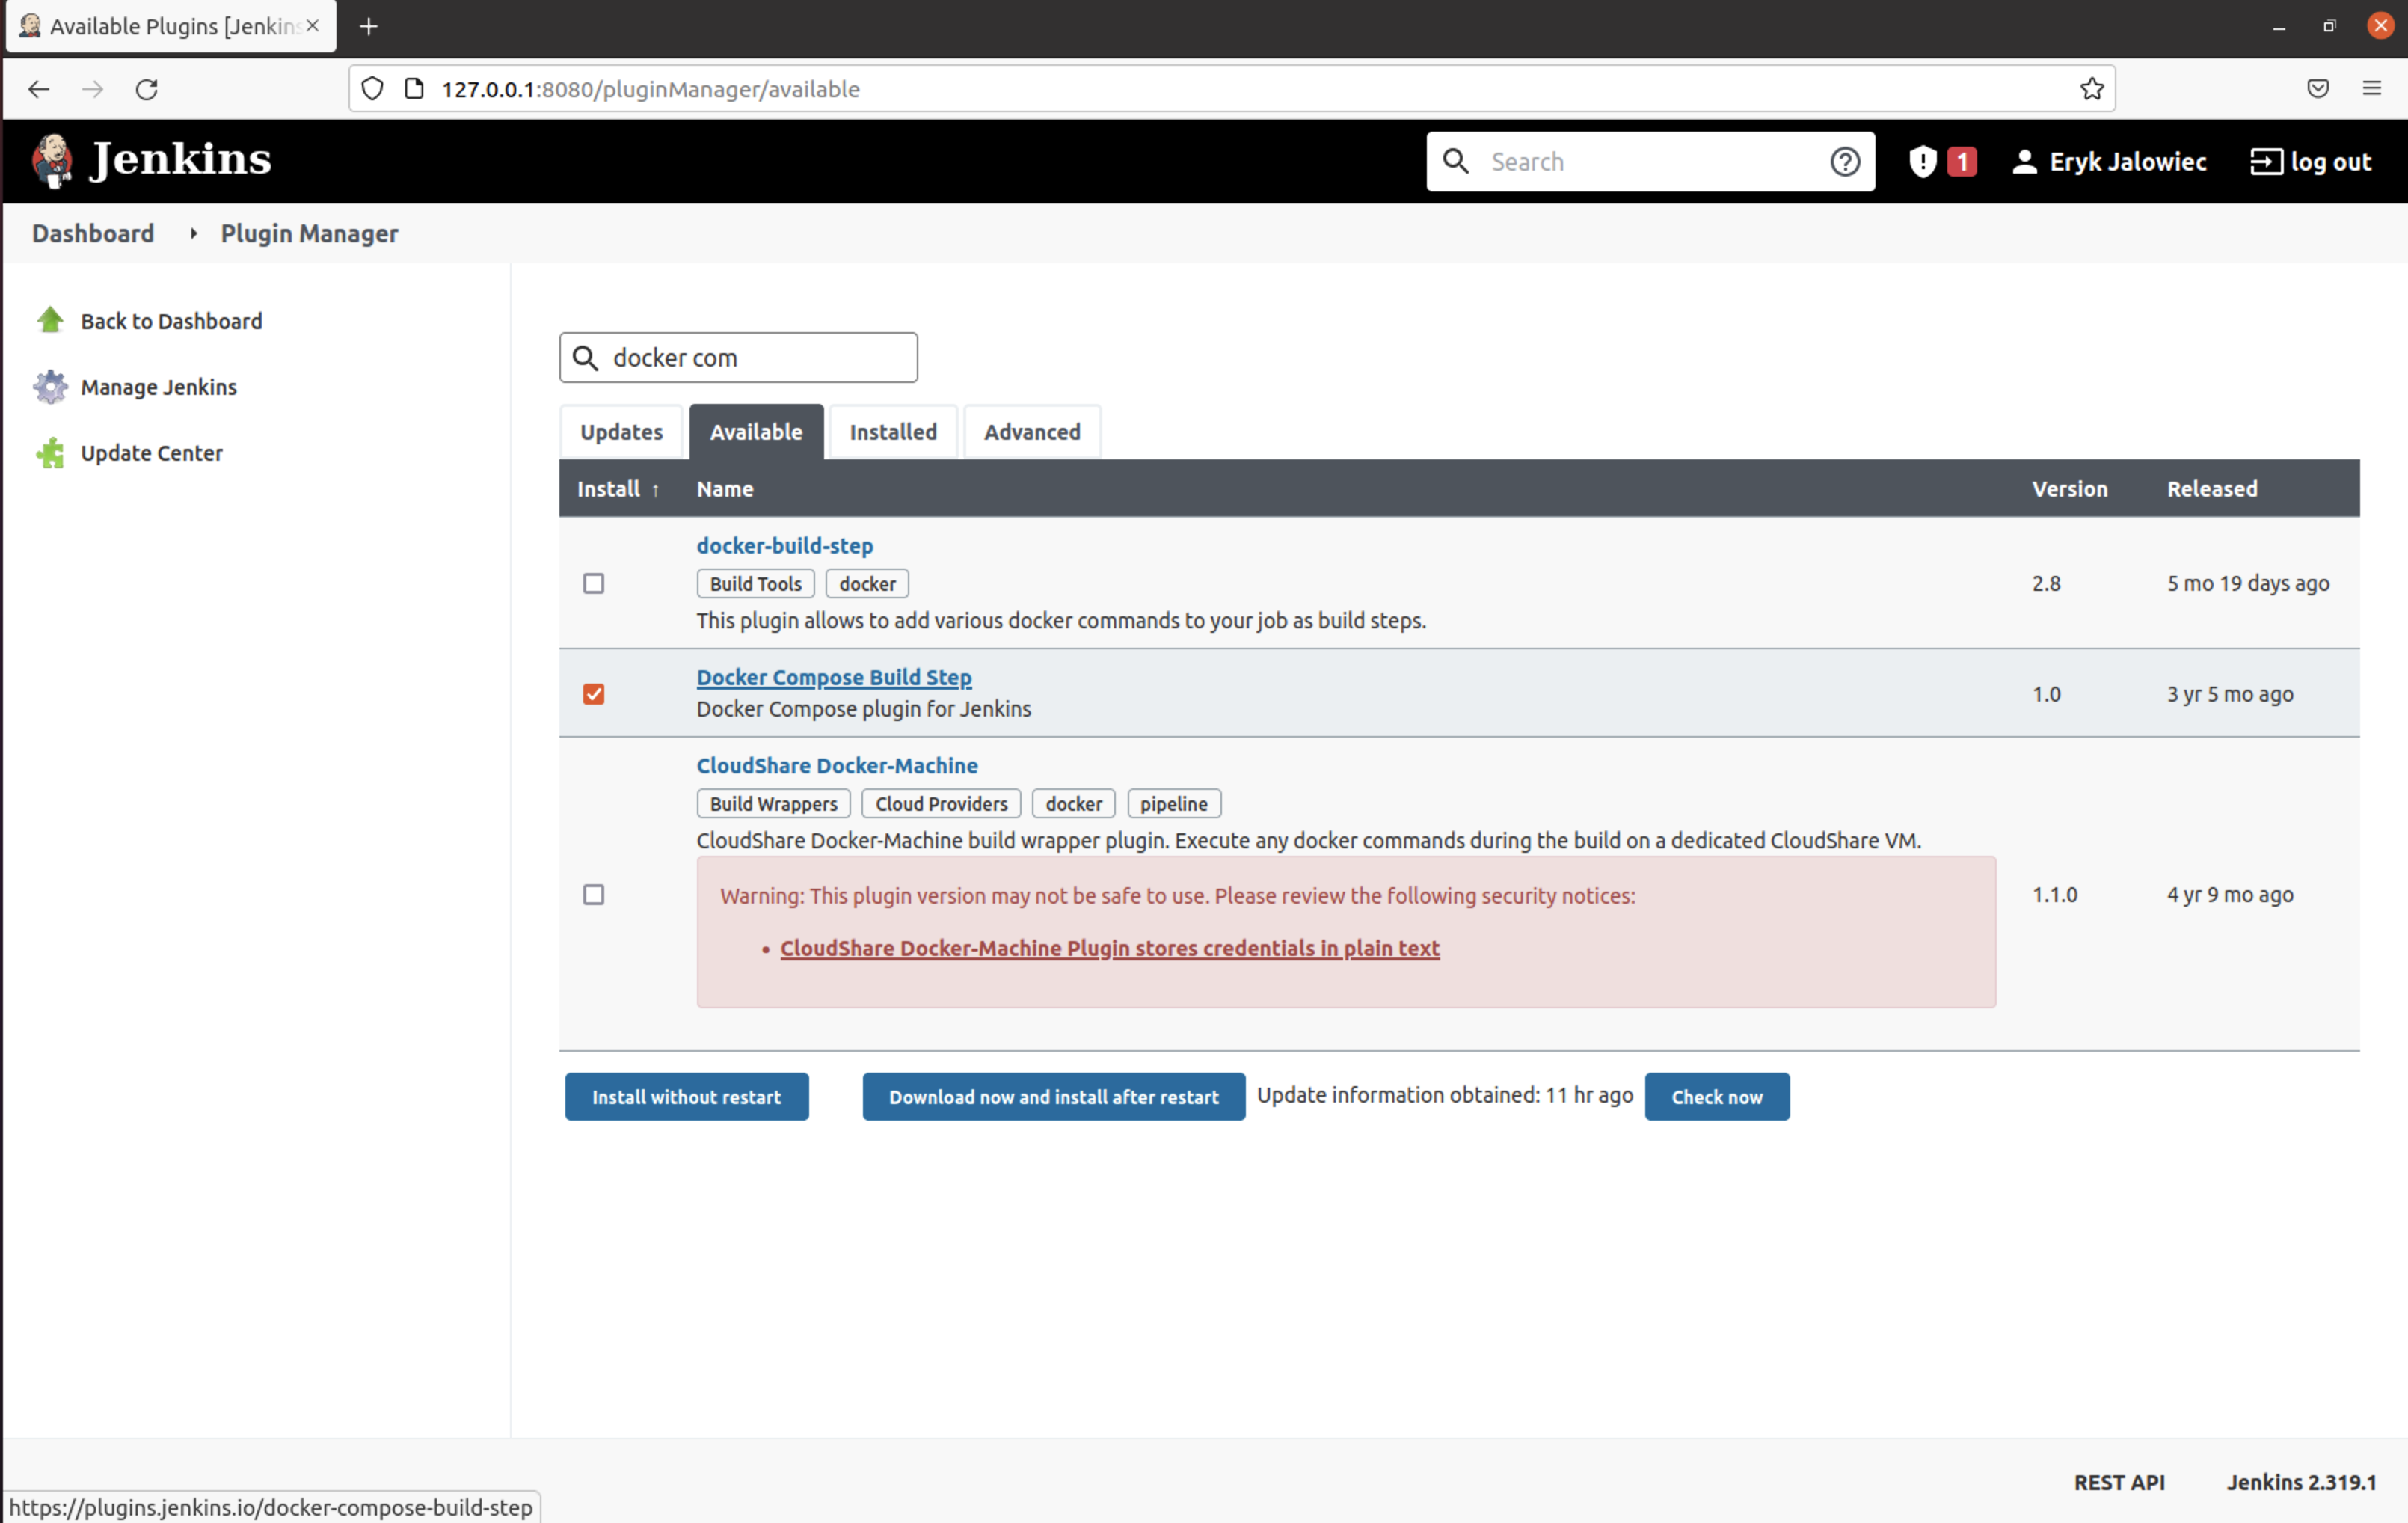 Available Plugins [Jenkins
127.0.0.1:8080/pluginManager/available
Jenkins
Search
1
Eryk Jalowiec
log out
Dashboard
Plugin Manager
Back to Dashboard
Manage Jenkins
Update Center
docker com
Updates
Available
Installed
Advanced
Install ↑
Name
Version
Released
docker-build-step
Build Tools
docker
This plugin allows to add various docker commands to your job as build steps.
2.8
5 mo 19 days ago
Docker Compose Build Step
Docker Compose plugin for Jenkins
1.0
3 yr 5 mo ago
CloudShare Docker-Machine
Build Wrappers
Cloud Providers
docker
pipeline
CloudShare Docker-Machine build wrapper plugin. Execute any docker commands during the build on a dedicated CloudShare VM.
Warning: This plugin version may not be safe to use. Please review the following security notices:
• CloudShare Docker-Machine Plugin stores credentials in plain text
1.1.0
4 yr 9 mo ago
Install without restart
Download now and install after restart
Update information obtained: 11 hr ago
Check now
REST API
Jenkins 2.319.1
https://plugins.jenkins.io/docker-compose-build-step